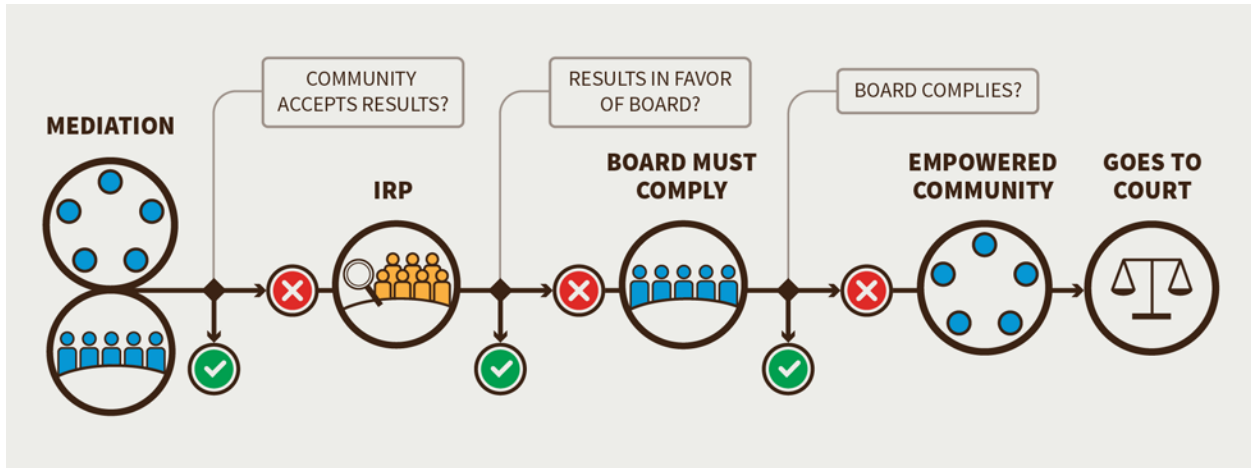 COMMUNITY
ACCEPTS RESULTS?
RESULTS IN FAVOR
OF BOARD?
BOARD COMPLIES?
MEDIATION
IRP
BOARD MUST
COMPLY
EMPOWERED
COMMUNITY
GOES TO
COURT